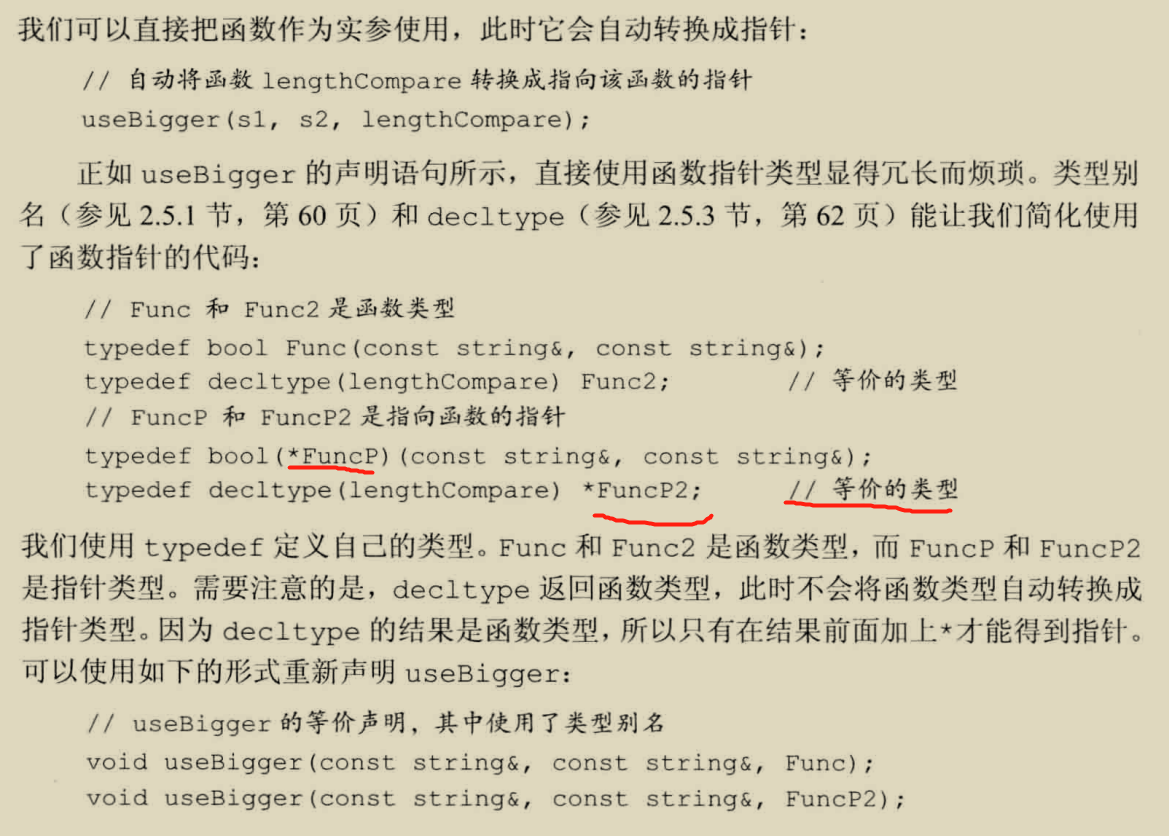 我们可以直接把函数作为实参使用，此时它会自动转换成指针：
// 自动将函数 lengthCompare 转换成指向该函数的指针
useBigger(s1, s2, lengthCompare);
正如 useBigger 的声明语句所示，直接使用函数指针类型显得冗长而烦琐。类型别
名（参见 2.5.1 节，第 60 页）和 decltype（参见 2.5.3 节，第 62 页）能让我们简化使用
了函数指针的代码：
// Func 和 Func2 是函数类型
typedef bool Func(const string&, const string&);
typedef decltype(lengthCompare) Func2; // 等价的类型
// FuncP 和 FuncP2 是指向函数的指针
typedef bool(*FuncP)(const string&, const string&);
typedef decltype(lengthCompare) *FuncP2; // 等价的类型
我们使用 typedef 定义自己的类型。Func 和 Func2 是函数类型，而 FuncP 和 FuncP2
是指针类型。需要注意的是，decltype 返回函数类型，此时不会将函数类型自动转换成
指针类型。因为 decltype 的结果是函数类型，所以只有在结果前面加上*才能得到指针。
可以使用如下的形式重新声明 useBigger：
// useBigger 的等价声明，其中使用了类型别名
void useBigger(const string&, const string&, Func);
void useBigger(const string&, const string&, FuncP2);